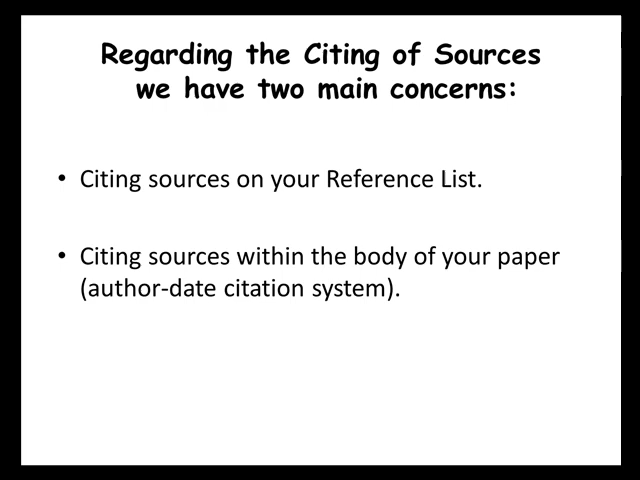 Regarding the Citing of Sources
we have two main concerns:
• Citing sources on your Reference List.
• Citing sources within the body of your paper
(author-date citation system).